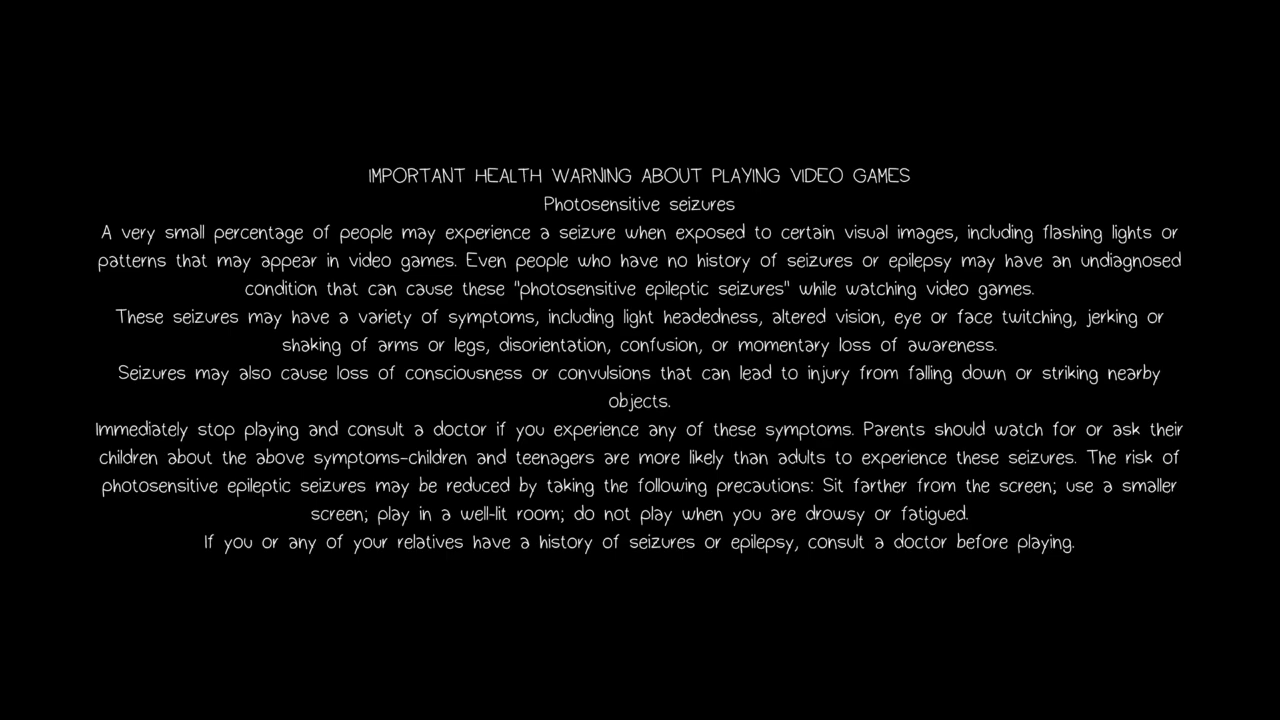 IMPORTANT HEALTH WARNING ABOUT PLAYING VIDEO GAMES
Photosensitive seizures
A very small percentage of people may experience a seizure when exposed to certain visual images, including flashing lights or
patterns that may appear in video games. Even people who have no history of seizures or epilepsy may have an undiagnosed
condition that can cause these "photosensitive epileptic seizures" while watching video games.
These seizures may have a variety of symptoms, including light headedness, altered vision, eye or face twitching, jerking or
shaking of arms or legs, disorientation, confusion, or momentary loss of awareness.
Seizures may also cause loss of consciousness or convulsions that can lead to injury from falling down or striking nearby
objects.
Immediately stop playing and consult a doctor if you experience any of these symptoms. Parents should watch for or ask their
children about the above symptoms-children and teenagers are more likely than adults to experience these seizures. The risk of
photosensitive epileptic seizures may be reduced by taking the following precautions: Sit farther from the screen; use a smaller
screen; play in a well-lit room; do not play when you are drowsy or fatigued.
If you or any of your relatives have a history of seizures or epilepsy, consult a doctor before playing.